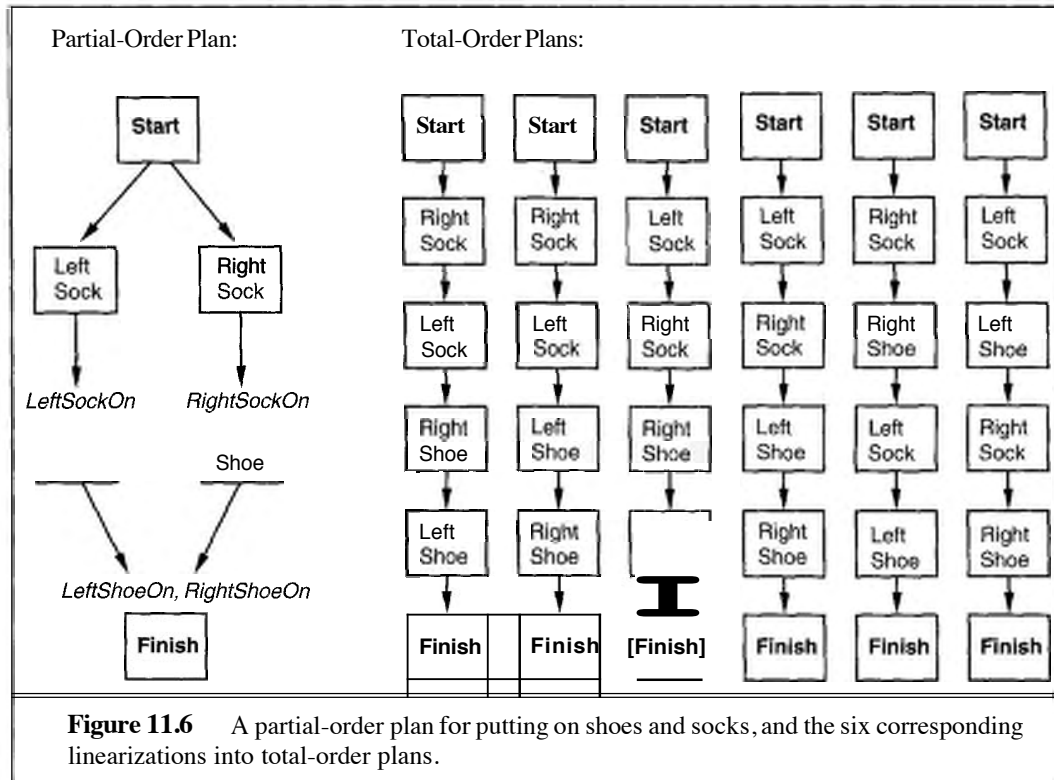 Partial-Order Plan:
Total-Order Plans:
Start
Left
Sock
Right
Sock
LeftSockOn
RightSockOn
Shoe
LeftShoeOn, RightShoeOn
Finish
Start
Right
Sock
Left
Sock
Right
Shoe
Left
Shoe
Finish
Start
Right
Sock
Left
Sock
Left
Shoe
Right
Shoe
Finish
Start
Left
Sock
Right
Sock
Right
Shoe
[Finish]
Start
Left
Sock
Right
Sock
Left
Shoe
Right
Shoe
Finish
Start
Right
Sock
Right
Shoe
Left
Sock
Left
Shoe
Finish
Start
Left
Sock
Left
Shoe
Right
Sock
Right
Shoe
Finish
Figure 11.6 A partial-order plan for putting on shoes and socks, and the six corresponding
linearizations into total-order plans.